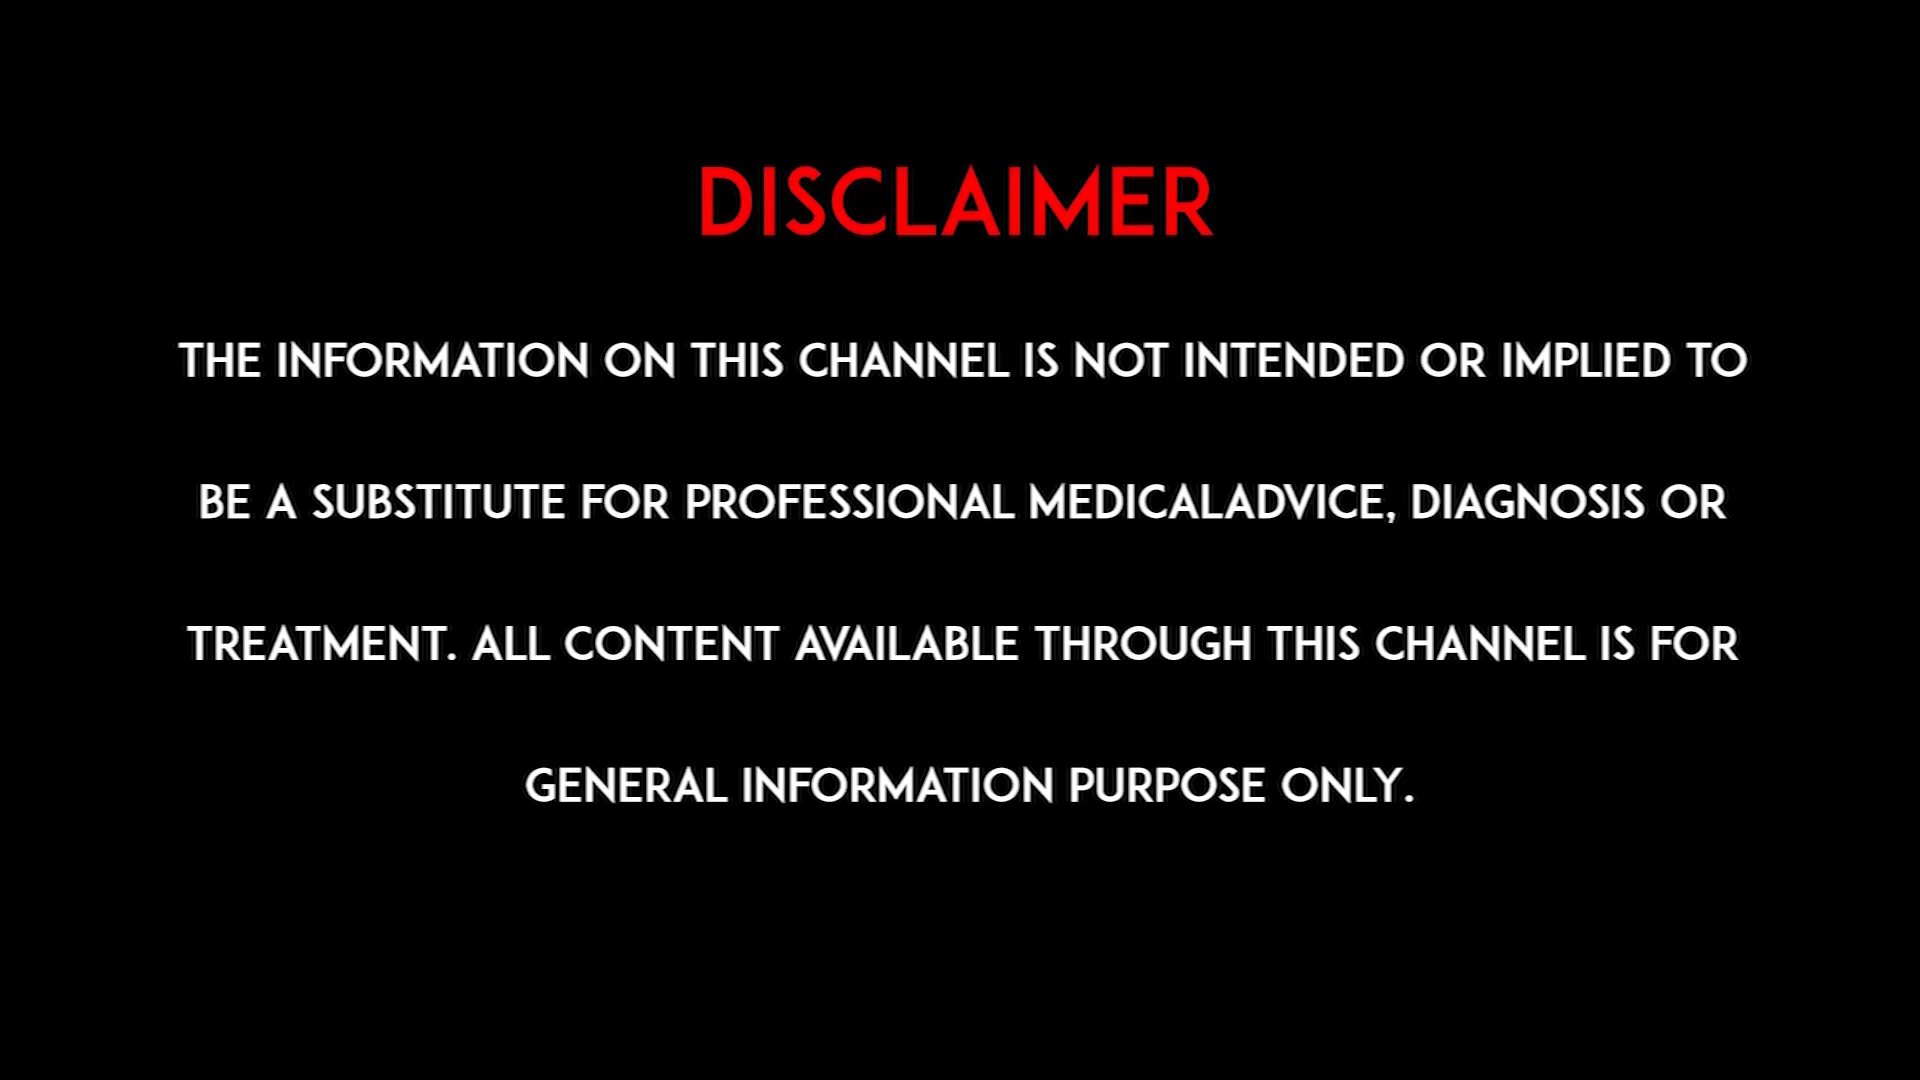 DISCLAIMER
THE INFORMATION ON THIS CHANNEL IS NOT INTENDED OR IMPLIED TO
BE A SUBSTITUTE FOR PROFESSIONAL MEDICALADVICE, DIAGNOSIS OR
TREATMENT. ALL CONTENT AVAILABLE THROUGH THIS CHANNEL IS FOR
GENERAL INFORMATION PURPOSE ONLY.